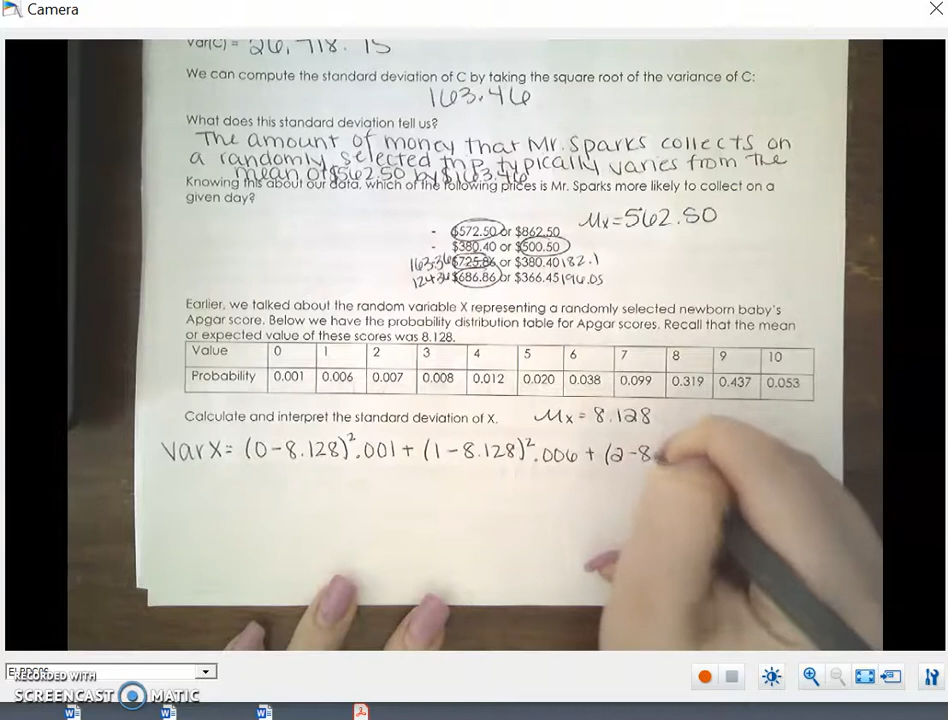 Camera
Var(C) = 26,718.15
We can compute the standard deviation of C by taking the square root of the variance of C:
163.46
What does this standard deviation tell us?
The amount of money that Mr. Sparks collects on
a randomly selected trip typically varies from the
mean of $562.50 by $163.46
Knowing this about our data, which of the following prices is Mr. Sparks more likely to collect on a
given day?
Mx=562.50
- $572.50 or $862.50
- $380.40 or $500.50
163.36 $725.86 or $380.40 182.1
124.36 $686.86 or $366.45 196.05
Earlier, we talked about the random variable X representing a randomly selected newborn baby's
Apgar score. Below we have the probability distribution table for Apgar scores. Recall that the mean
or expected value of these scores was 8.128.
Value 0 1 2 3 4 5 6 7 8 9 10
Probability 0.001 0.006 0.007 0.008 0.012 0.020 0.038 0.099 0.319 0.437 0.053
Calculate and interpret the standard deviation of X. Mx = 8.128
Var X = (0-8.128)².001 + (1-8.128)².006 + (2-8
RECORDED WITH
SCREENCAST MATIC